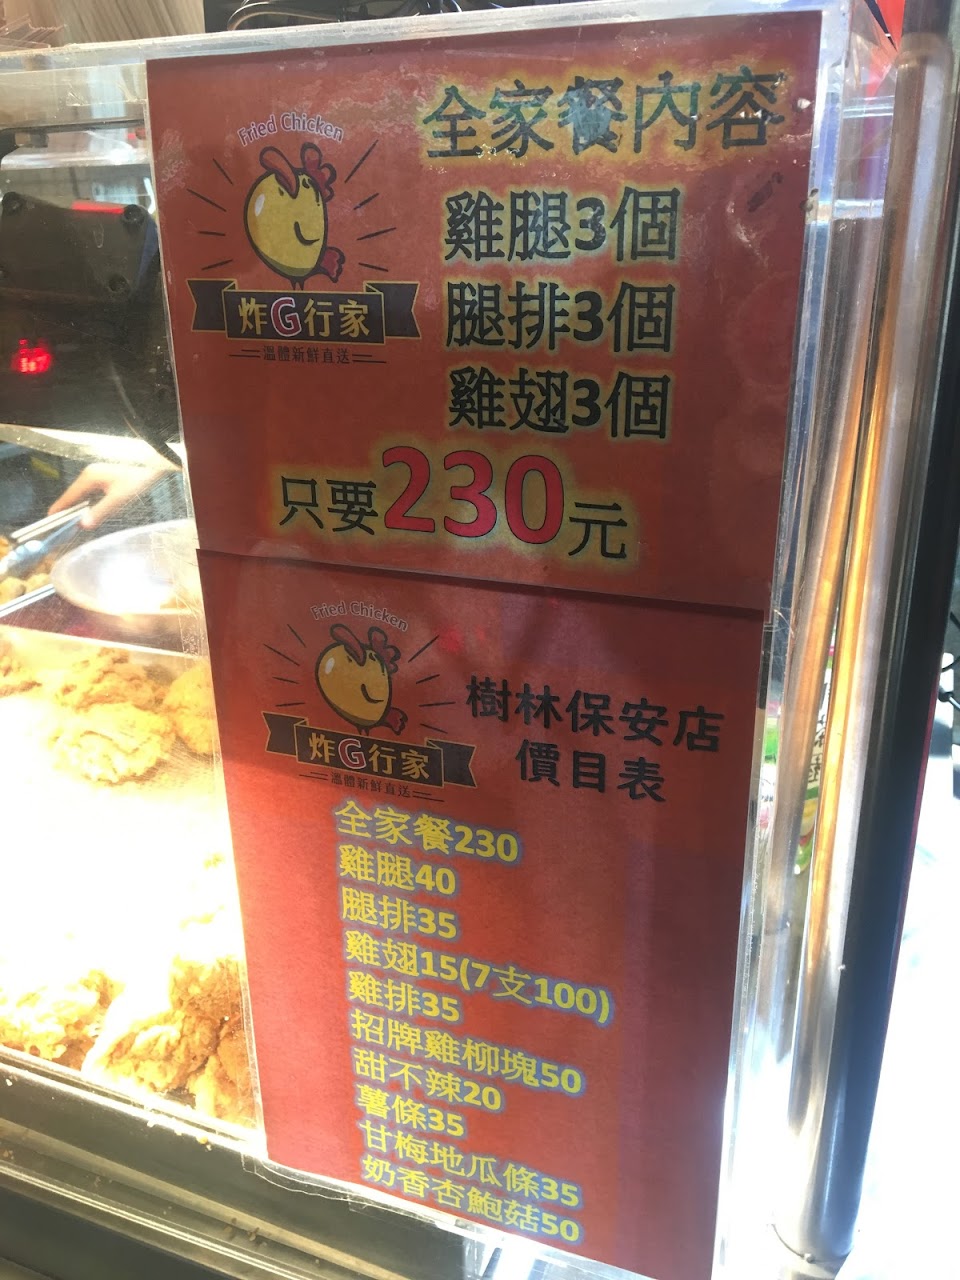 Fried Chicken
炸G行家
溫體新鮮直送
全家餐內容
雞腿3個
腿排3個
雞翅3個
只要230元
Fried Chicken
炸G行家
溫體新鮮直送
樹林保安店
價目表
全家餐230
雞腿40
腿排35
雞翅15(7支100)
雞排35
招牌雞柳塊50
甜不辣20
薯條35
甘梅地瓜條35
奶香杏鮑菇50